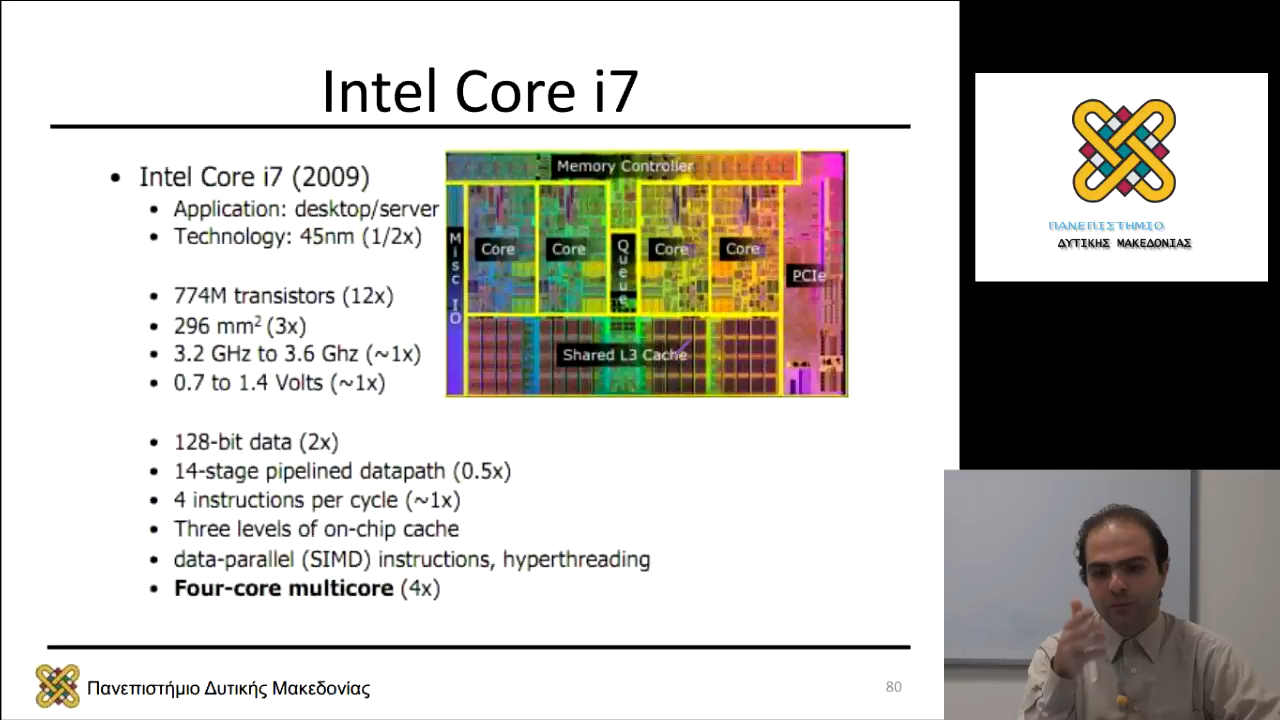 Intel Core i7
• Intel Core i7 (2009)
• Application: desktop/server
• Technology: 45nm (1/2x)
• 774M transistors (12x)
• 296 mm² (3x)
• 3.2 GHz to 3.6 Ghz (~1x)
• 0.7 to 1.4 Volts (~1x)
• 128-bit data (2x)
• 14-stage pipelined datapath (0.5x)
• 4 instructions per cycle (~1x)
• Three levels of on-chip cache
• data-parallel (SIMD) instructions, hyperthreading
• Four-core multicore (4x)
Memory Controller
Misc IO
Core
Core
Queue
Core
Core
PCIe
Shared L3 Cache
Πανεπιστήμιο Δυτικής Μακεδονίας
80
ΠΑΝΕΠΙΣΤΗΜΙΟ
ΔΥΤΙΚΗΣ ΜΑΚΕΔΟΝΙΑΣ